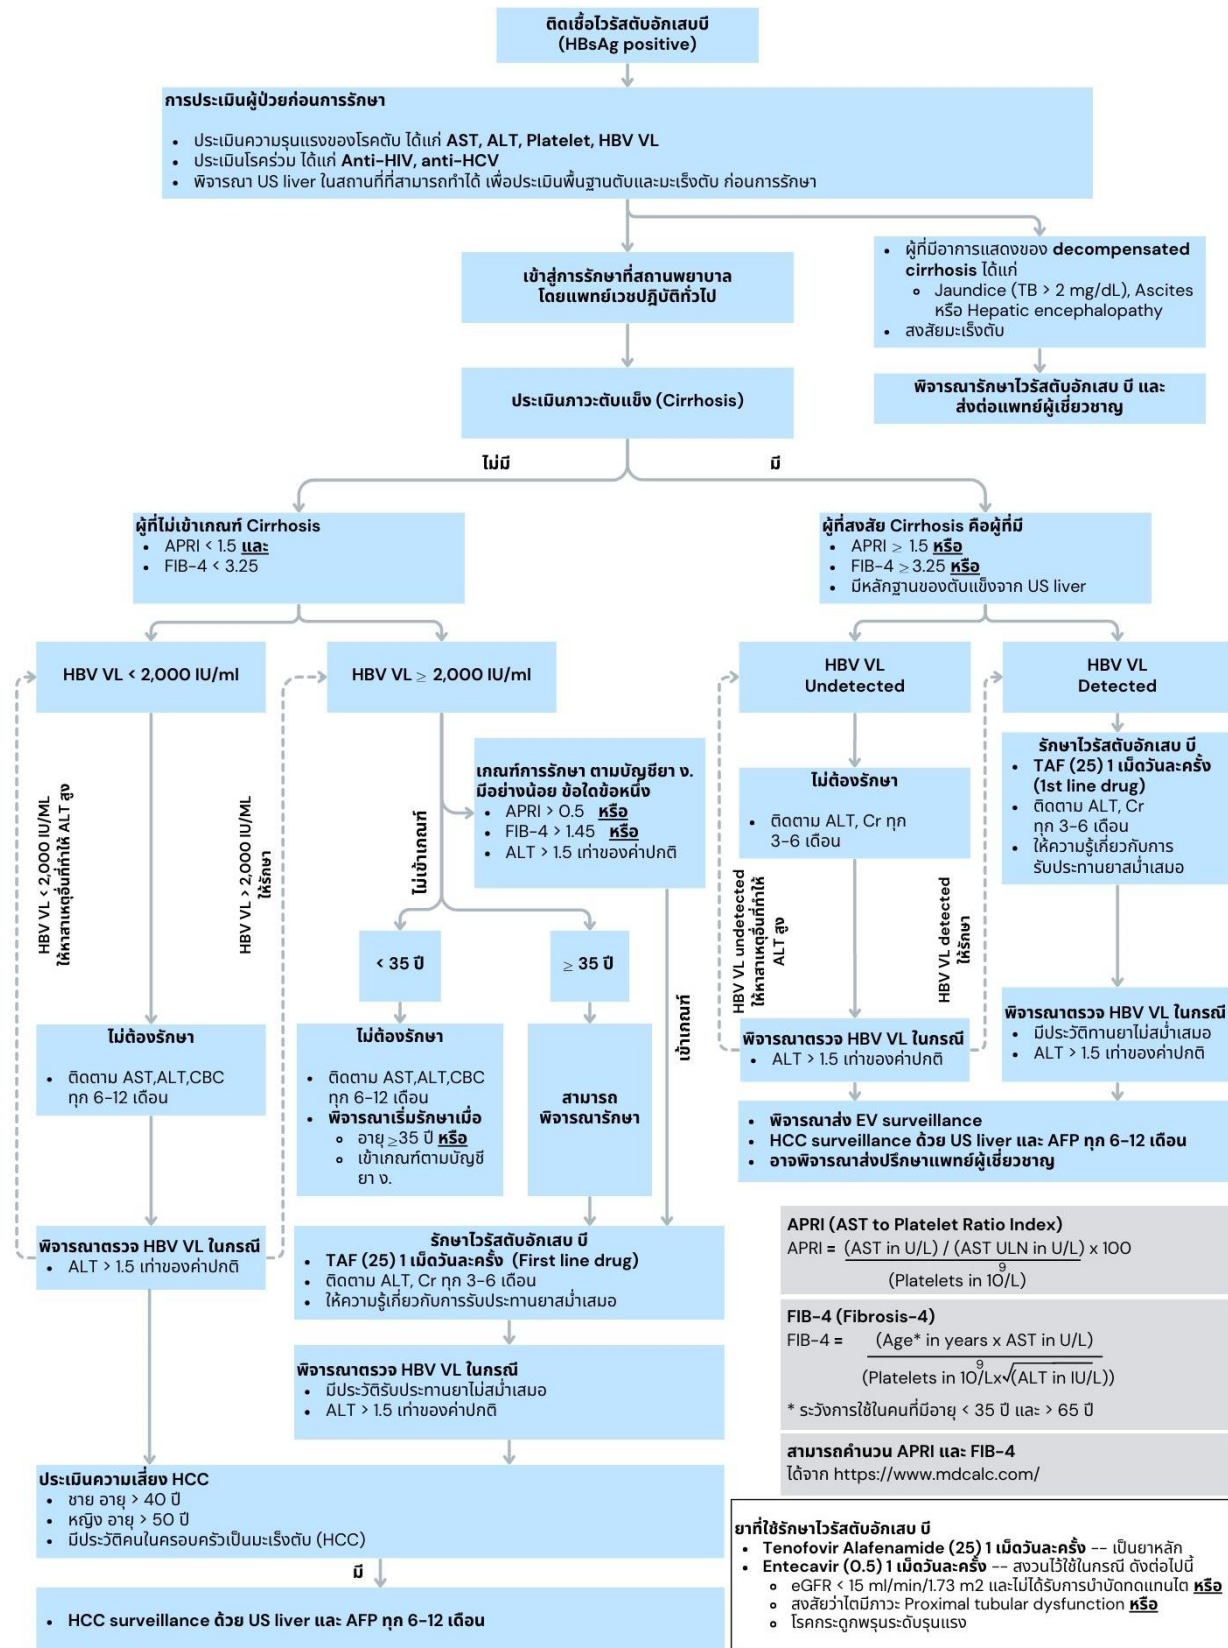 ติดเชื้อไวรัสตับอักเสบบี
(HBsAg positive)
การประเมินผู้ป่วยก่อนการรักษา
• ประเมินความรุนแรงของโรคตับ ได้แก่ AST, ALT, Platelet, HBV VL
• ประเมินโรคร่วม ได้แก่ Anti-HIV, anti-HCV
• พิจารณา US liver ในสถานที่ที่สามารถทำได้ เพื่อประเมินพื้นฐานตับและมะเร็งตับ ก่อนการรักษา
เข้าสู่การรักษาที่สถานพยาบาล
โดยแพทย์เวชปฎิบัติทั่วไป
• ผู้ที่มีอาการแสดงของ decompensated
cirrhosis ได้แก่
Jaundice (TB > 2 mg/dL), Ascites
หรือ Hepatic encephalopathy
• สงสัยมะเร็งตับ
พิจารณารักษาไวรัสตับอักเสบ บี และ
ส่งต่อแพทย์ผู้เชี่ยวชาญ
ประเมินภาวะตับแข็ง (Cirrhosis)
ไม่มี
มี
ผู้ที่ไม่เข้าเกณฑ์ Cirrhosis
• APRI < 1.5 และ
• FIB-4 < 3.25
ผู้ที่สงสัย Cirrhosis คือผู้ที่มี
• APRI ≥ 1.5 หรือ
• FIB-4 ≥ 3.25 หรือ
• มีหลักฐานของตับแข็งจาก US liver
HBV VL < 2,000 IU/ml
HBV VL ≥ 2,000 IU/ml
HBV VL
Undetected
HBV VL
Detected
เกณฑ์การรักษา ตามบัญชียา ง.
มีอย่างน้อย ข้อใดข้อหนึ่ง
• APRI > 0.5 หรือ
• FIB-4 > 1.45 หรือ
• ALT > 1.5 เท่าของค่าปกติ
ไม่เข้าเกณฑ์
เข้าเกณฑ์
HBV VL < 2,000 IU/ML
ให้หาสาเหตุอื่นที่ทำให้ ALT สูง
HBV VL > 2,000 IU/ML
ให้รักษา
< 35 ปี
≥ 35 ปี
ไม่ต้องรักษา
• ติดตาม AST,ALT,CBC
ทุก 6-12 เดือน
ไม่ต้องรักษา
• ติดตาม AST,ALT,CBC
ทุก 6-12 เดือน
• พิจารณาเริ่มรักษาเมื่อ
อายุ ≥35 ปี หรือ
เข้าเกณฑ์ตามบัญชี
ยา ง.
สามารถ
พิจารณารักษา
ไม่ต้องรักษา
• ติดตาม ALT, Cr ทุก
3-6 เดือน
รักษาไวรัสตับอักเสบ บี
• TAF (25) 1 เม็ดวันละครั้ง
(1st line drug)
• ติดตาม ALT, Cr
ทุก 3-6 เดือน
• ให้ความรู้เกี่ยวกับการ
รับประทานยาสม่ำเสมอ
HBV VL undetected
ให้หาสาเหตุอื่นที่ทำให้
ALT สูง
HBV VL detected
ให้รักษา
พิจารณาตรวจ HBV VL ในกรณี
• ALT > 1.5 เท่าของค่าปกติ
พิจารณาตรวจ HBV VL ในกรณี
• มีประวัติทานยาไม่สม่ำเสมอ
• ALT > 1.5 เท่าของค่าปกติ
• พิจารณาส่ง EV surveillance
• HCC surveillance ด้วย US liver และ AFP ทุก 6-12 เดือน
• อาจพิจารณาส่งปรึกษาแพทย์ผู้เชี่ยวชาญ
พิจารณาตรวจ HBV VL ในกรณี
• ALT > 1.5 เท่าของค่าปกติ
รักษาไวรัสตับอักเสบ บี
• TAF (25) 1 เม็ดวันละครั้ง (First line drug)
• ติดตาม ALT, Cr ทุก 3-6 เดือน
• ให้ความรู้เกี่ยวกับการรับประทานยาสม่ำเสมอ
พิจารณาตรวจ HBV VL ในกรณี
• มีประวัติรับประทานยาไม่สม่ำเสมอ
• ALT > 1.5 เท่าของค่าปกติ
ประเมินความเสี่ยง HCC
• ชาย อายุ > 40 ปี
• หญิง อายุ > 50 ปี
• มีประวัติคนในครอบครัวเป็นมะเร็งตับ (HCC)
มี
• HCC surveillance ด้วย US liver และ AFP ทุก 6-12 เดือน
APRI (AST to Platelet Ratio Index)
APRI = (AST in U/L) / (AST ULN in U/L) x 100
(Platelets in 10⁹/L)
FIB-4 (Fibrosis-4)
FIB-4 = (Age* in years x AST in U/L)
(Platelets in 10⁹/Lx√(ALT in IU/L))
* ระวังการใช้ในคนที่มีอายุ < 35 ปี และ > 65 ปี
สามารถคำนวน APRI และ FIB-4
ได้จาก https://www.mdcalc.com/
ยาที่ใช้รักษาไวรัสตับอักเสบ บี
• Tenofovir Alafenamide (25) 1 เม็ดวันละครั้ง -- เป็นยาหลัก
• Entecavir (0.5) 1 เม็ดวันละครั้ง -- สงวนไว้ใช้ในกรณี ดังต่อไปนี้
eGFR < 15 ml/min/1.73 m2 และไม่ได้รับการบำบัดทดแทนไต หรือ
สงสัยว่าไตมีภาวะ Proximal tubular dysfunction หรือ
โรคกระดูกพรุนระดับรุนแรง